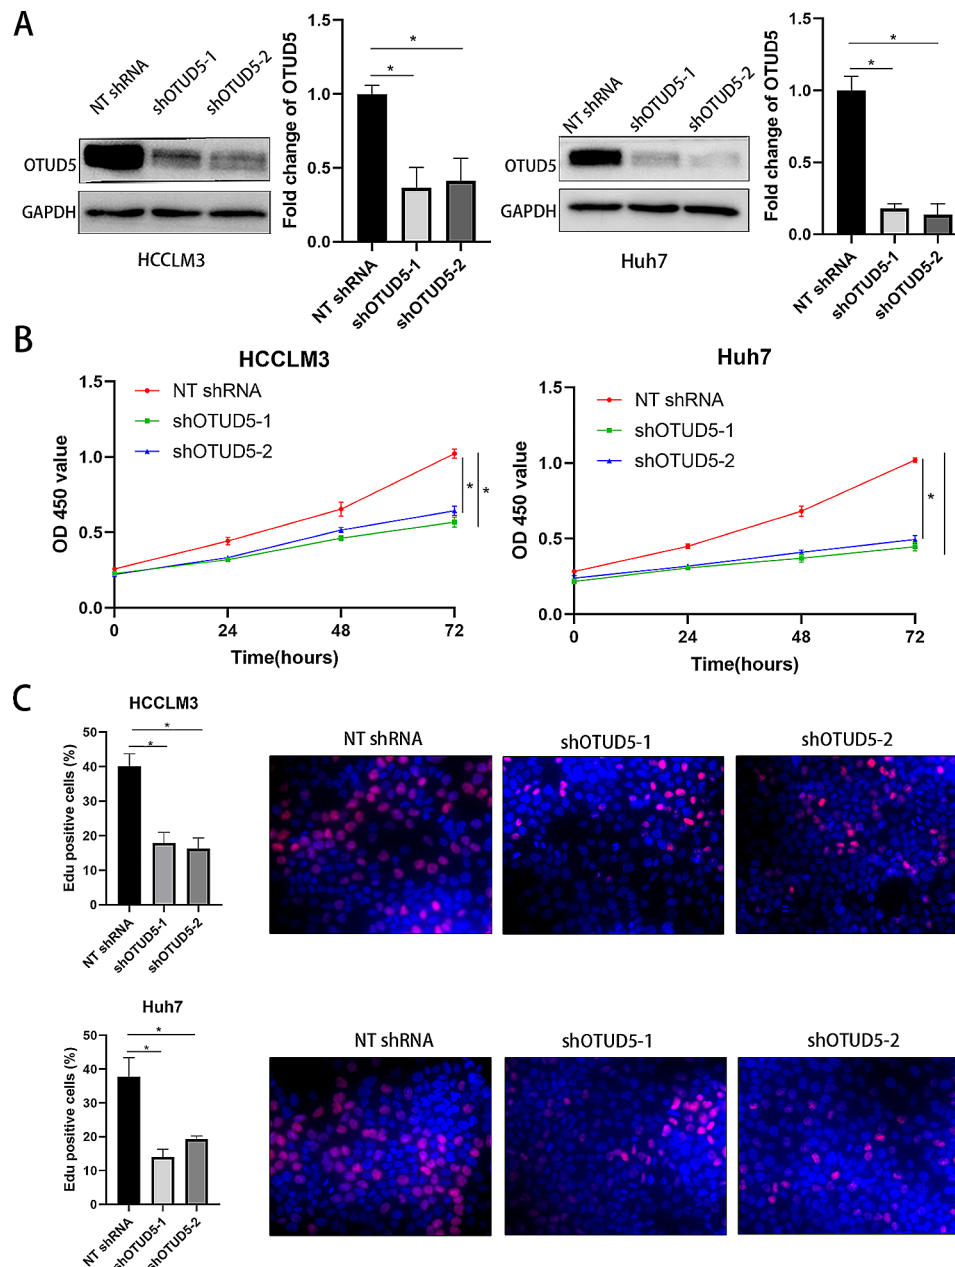 A
NT shRNA
shOTUD5-1
shOTUD5-2
OTUD5
GAPDH
HCCLM3
Fold change of OTUD5
1.5
1.0
0.5
0.0
*
*
NT shRNA
shOTUD5-1
shOTUD5-2
NT shRNA
shOTUD5-1
shOTUD5-2
OTUD5
GAPDH
Huh7
Fold change of OTUD5
1.5
1.0
0.5
0.0
*
*
NT shRNA
shOTUD5-1
shOTUD5-2
B
HCCLM3
NT shRNA
shOTUD5-1
shOTUD5-2
OD 450 value
1.5
1.0
0.5
0.0
*
*
0 24 48 72
Time(hours)
Huh7
NT shRNA
shOTUD5-1
shOTUD5-2
OD 450 value
1.5
1.0
0.5
0.0
*
0 24 48 72
Time(hours)
C
HCCLM3
Edu positive cells (%)
50
40
30
20
10
0
*
*
NT shRNA
shOTUD5-1
shOTUD5-2
NT shRNA
shOTUD5-1
shOTUD5-2
Huh7
Edu positive cells (%)
50
40
30
20
10
0
*
*
NT shRNA
shOTUD5-1
shOTUD5-2
NT shRNA
shOTUD5-1
shOTUD5-2